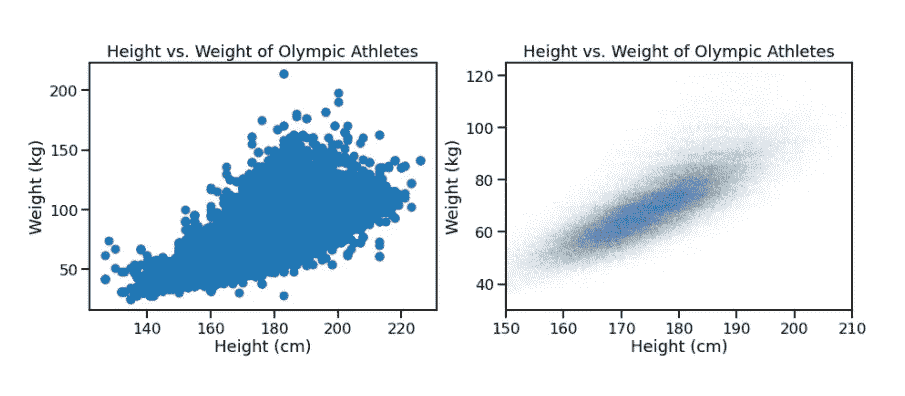 Height vs. Weight of Olympic Athletes
200
150
100
50
Weight (kg)
140 160 180 200 220
Height (cm)
Height vs. Weight of Olympic Athletes
120
100
80
60
40
Weight (kg)
150 160 170 180 190 200 210
Height (cm)